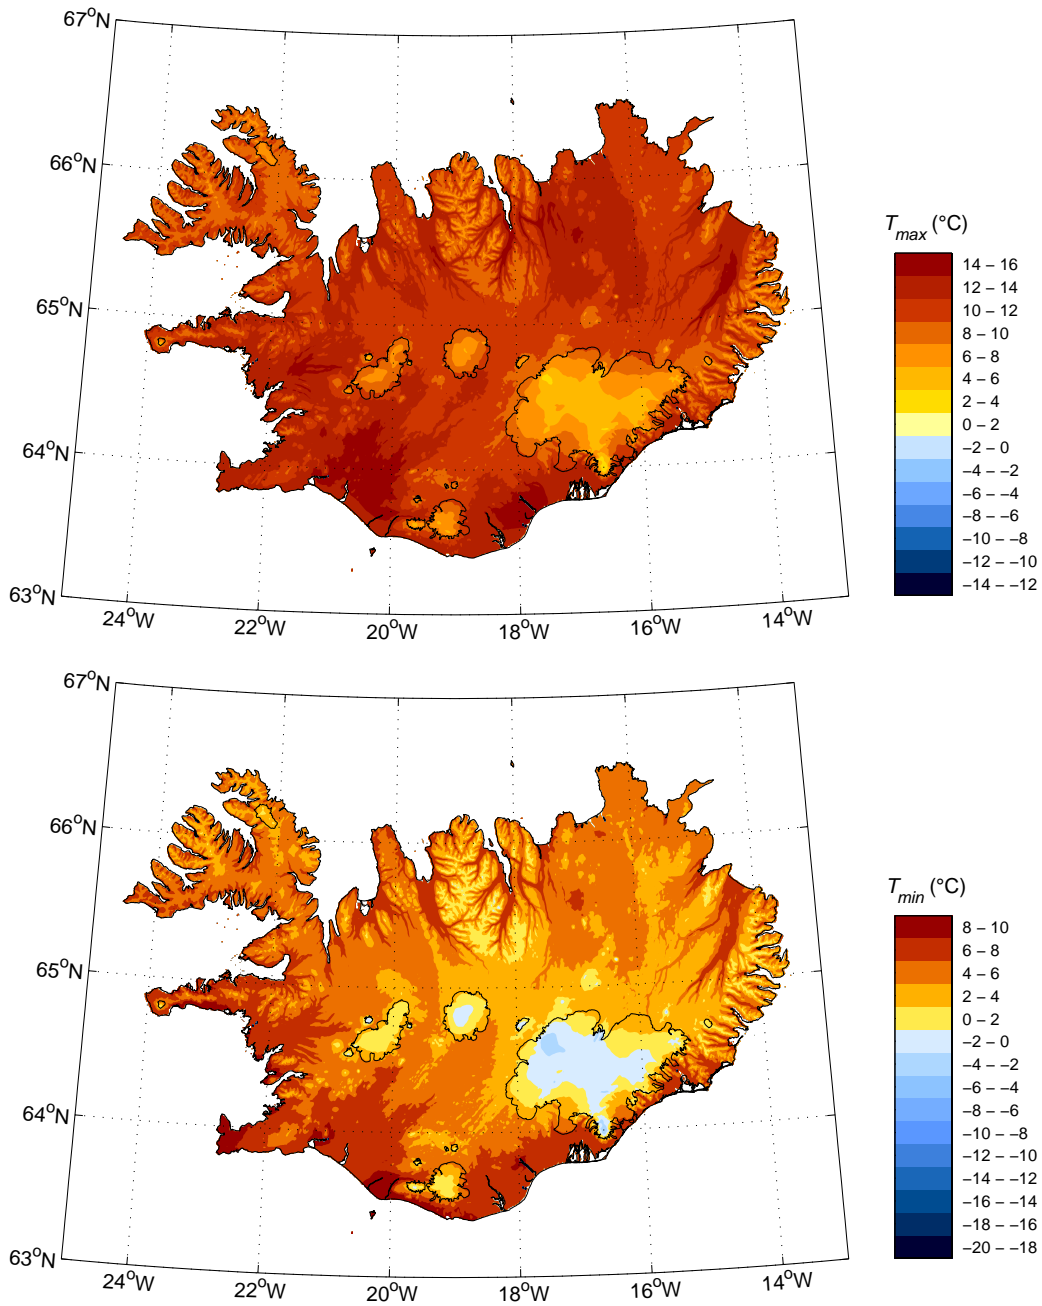 67°N
66°N
65°N
64°N
63°N
24°W
22°W
20°W
18°W
16°W
14°W
Tmax (°C)
14 – 16
12 – 14
10 – 12
8 – 10
6 – 8
4 – 6
2 – 4
0 – 2
−2 – 0
−4 – −2
−6 – −4
−8 – −6
−10 – −8
−12 – −10
−14 – −12
67°N
66°N
65°N
64°N
63°N
24°W
22°W
20°W
18°W
16°W
14°W
Tmin (°C)
8 – 10
6 – 8
4 – 6
2 – 4
0 – 2
−2 – 0
−4 – −2
−6 – −4
−8 – −6
−10 – −8
−12 – −10
−14 – −12
−16 – −14
−18 – −16
−20 – −18